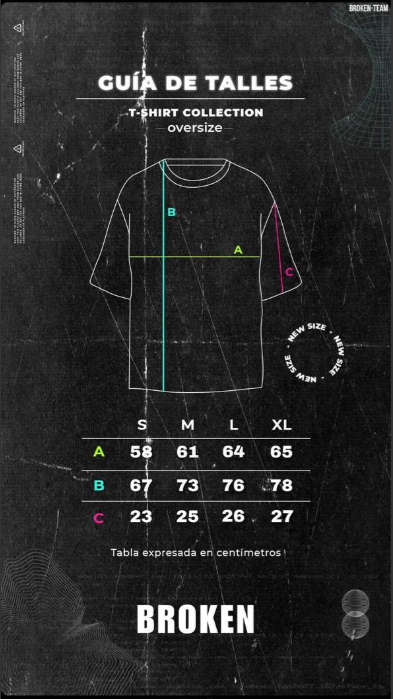 BROKEN-TEAM
GUÍA DE TALLES
T-SHIRT COLLECTION
oversize
B
A
C
- NEW SIZE - NEW SIZE - NEW SIZE
S M L XL
A 58 61 64 65
B 67 73 76 78
C 23 25 26 27
Tabla expresada en centímetros
BROKEN